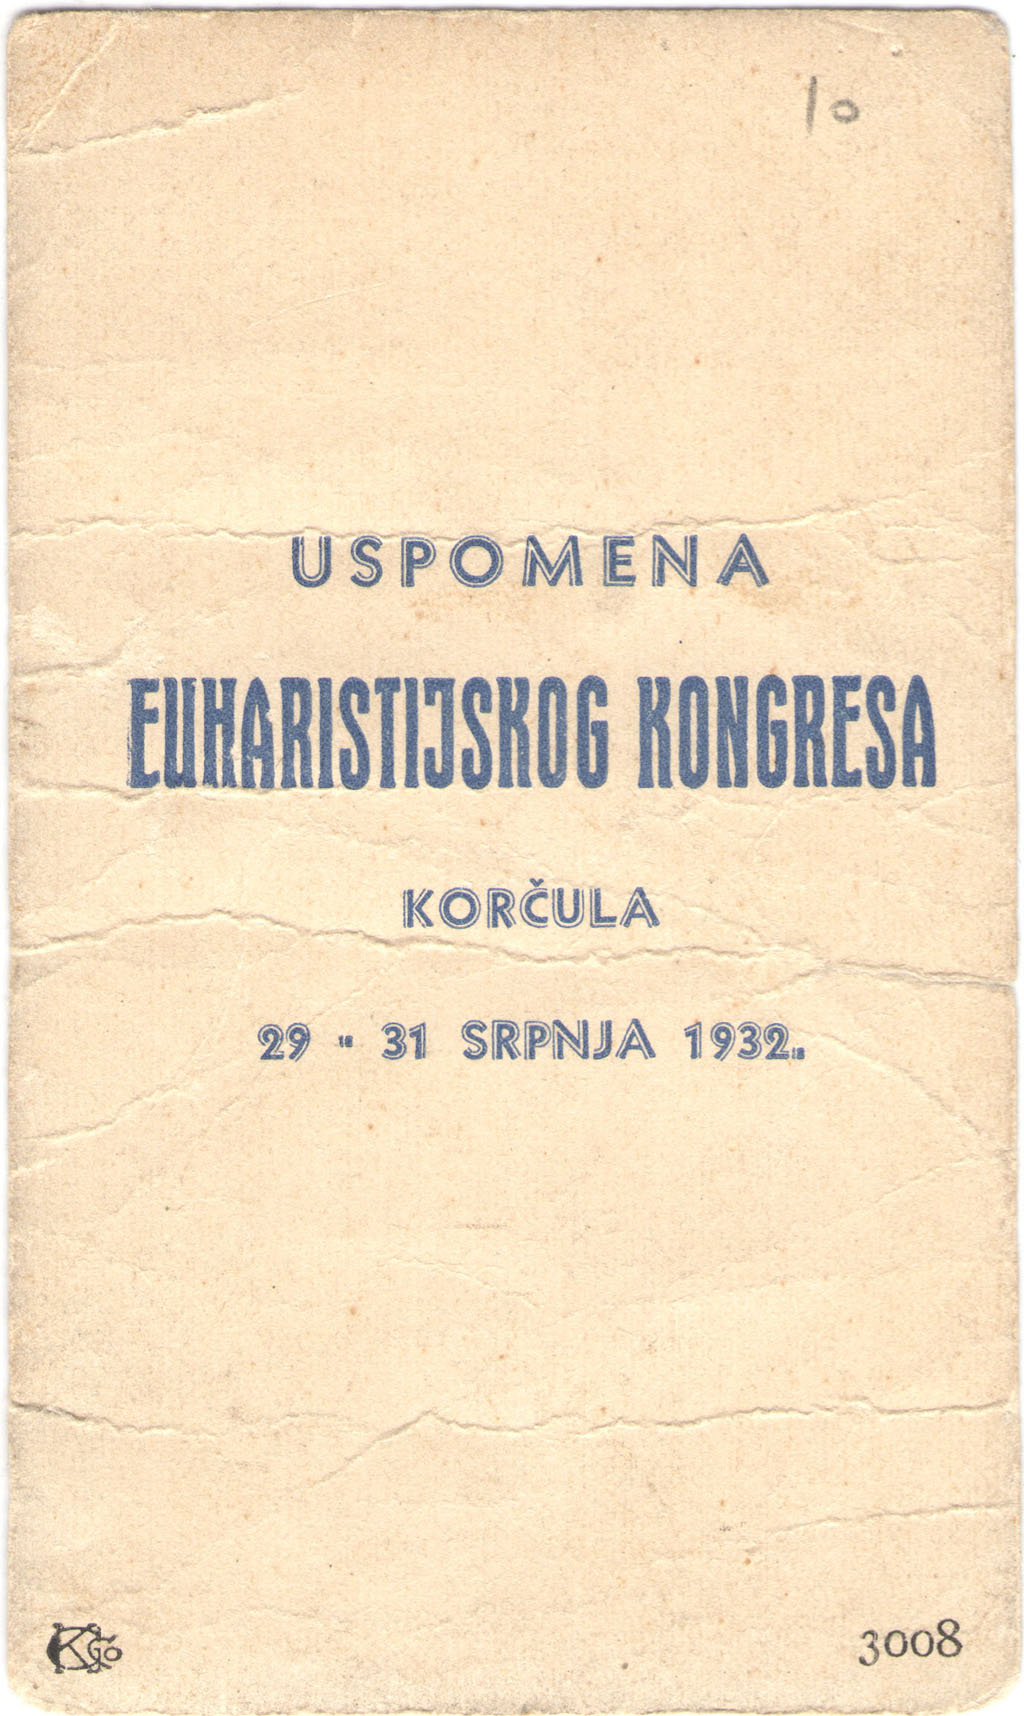 10
USPOMENA
EUHARISTIJSKOG KONGRESA
KORČULA
29 - 31 SRPNJA 1932.
3008